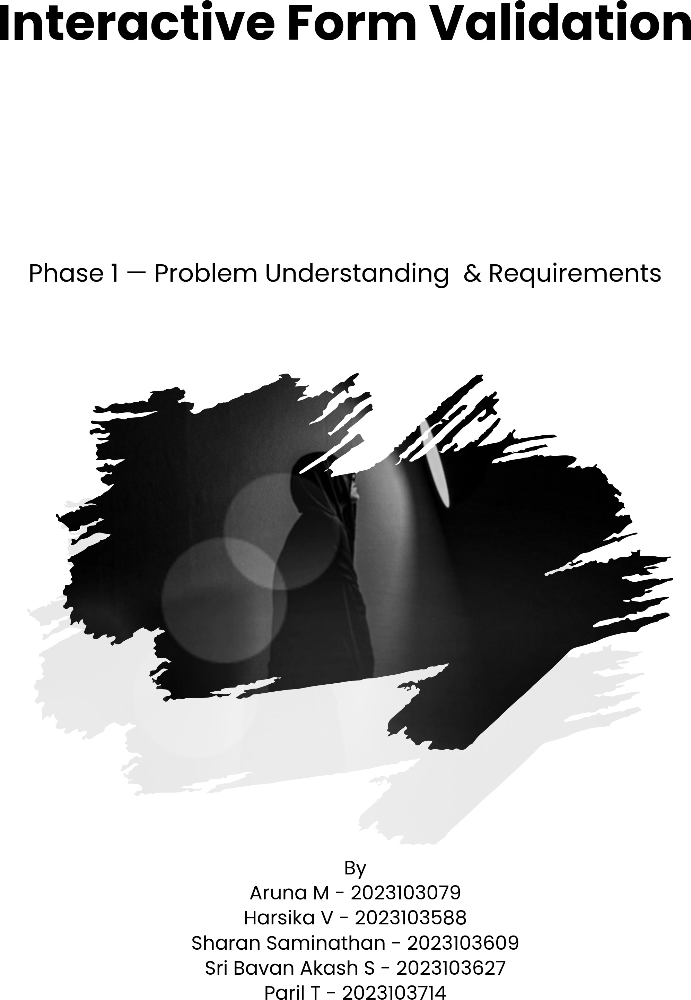 Interactive Form Validation
Phase 1 — Problem Understanding & Requirements
By
Aruna M - 2023103079
Harsika V - 2023103588
Sharan Saminathan - 2023103609
Sri Bavan Akash S - 2023103627
Paril T - 2023103714